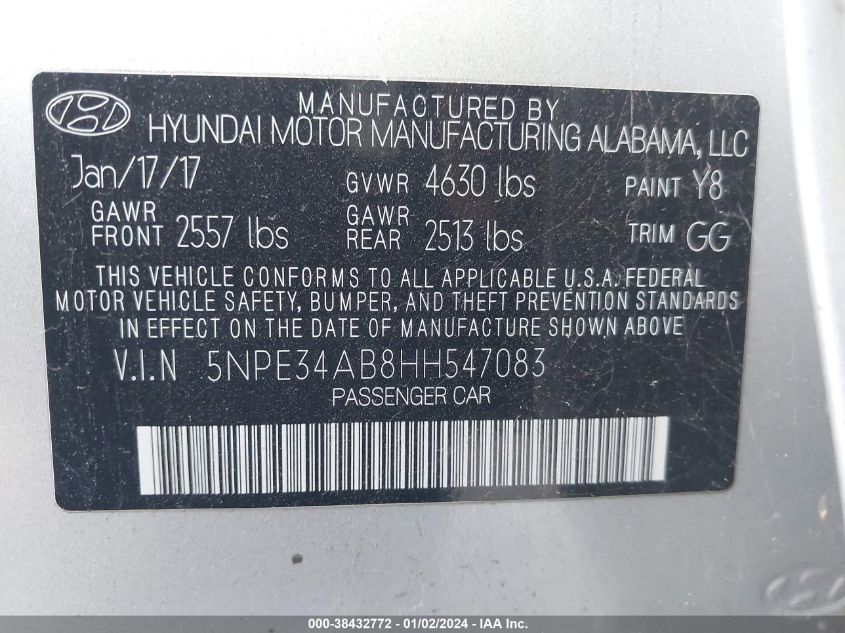 MANUFACTURED BY
HYUNDAI MOTOR MANUFACTURING ALABAMA, LLC
Jan/17/17 GVWR 4630 lbs PAINT Y8
GAWR FRONT 2557 lbs GAWR REAR 2513 lbs TRIM GG
THIS VEHICLE CONFORMS TO ALL APPLICABLE U.S.A. FEDERAL
MOTOR VEHICLE SAFETY, BUMPER, AND THEFT PREVENTION STANDARDS
IN EFFECT ON THE DATE OF MANUFACTURE SHOWN ABOVE
V.I.N 5NPE34AB8HH547083
PASSENGER CAR
000-38432772 - 01/02/2024 - IAA Inc.